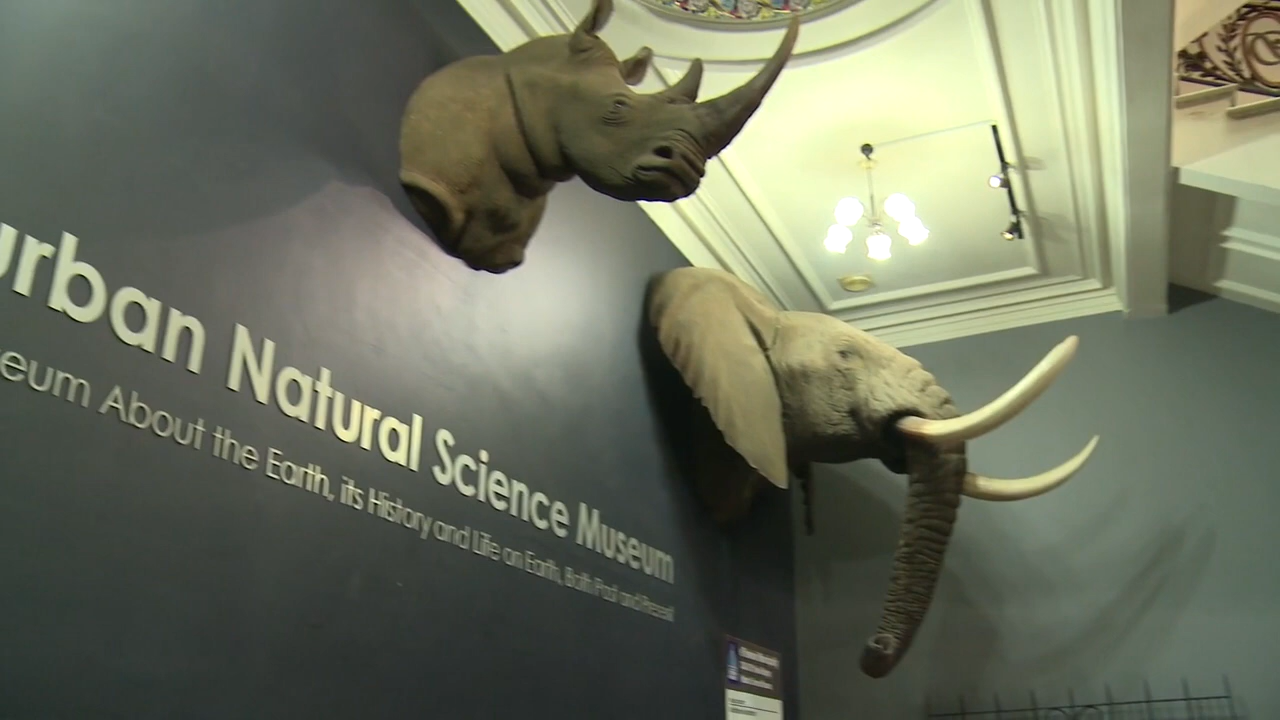 urban Natural Science Museum
eum About the Earth, its History and Life on Earth, Both Past and Present